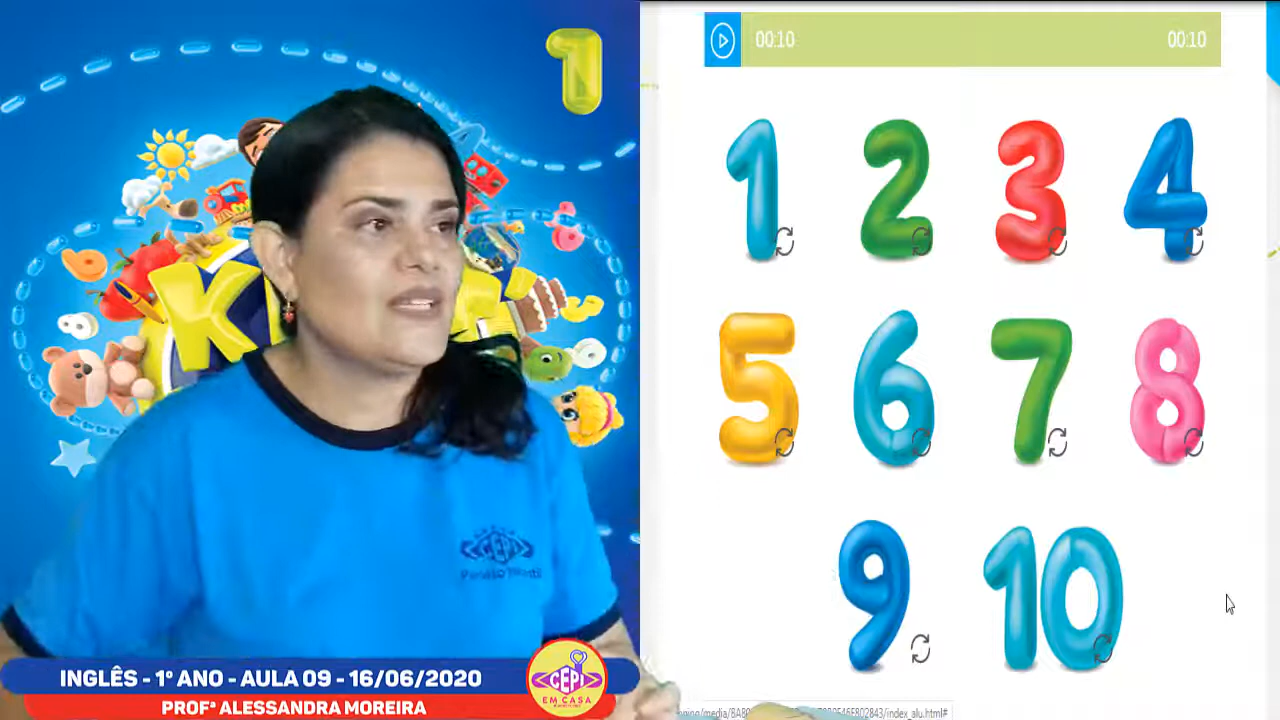 1
00:10 00:10
1 2 3 4
5 6 7 8
9 10
CEPI
INGLÊS - 1º ANO - AULA 09 - 16/06/2020
PROFª ALESSANDRA MOREIRA
CEPI
EM CASA